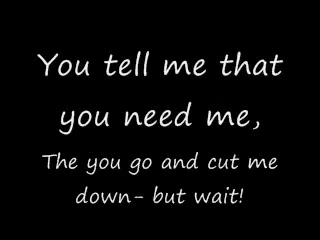 You tell me that
you need me,
The you go and cut me
down- but wait!